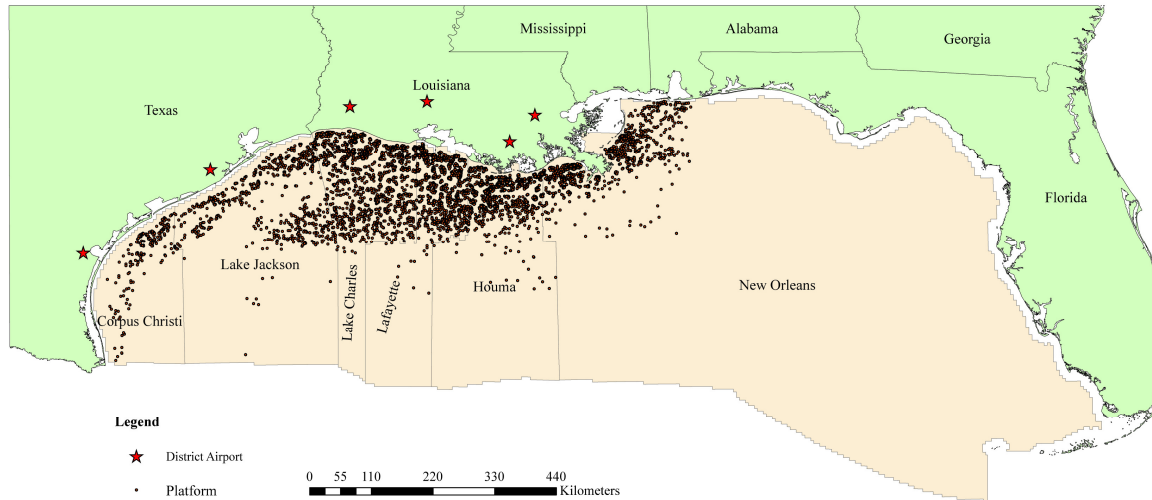 Mississippi
Alabama
Georgia
Louisiana
Texas
Florida
Lake Jackson
Lake Charles
Lafayette
Houma
New Orleans
Corpus Christi
Legend
District Airport
Platform
0 55 110 220 330 440
Kilometers